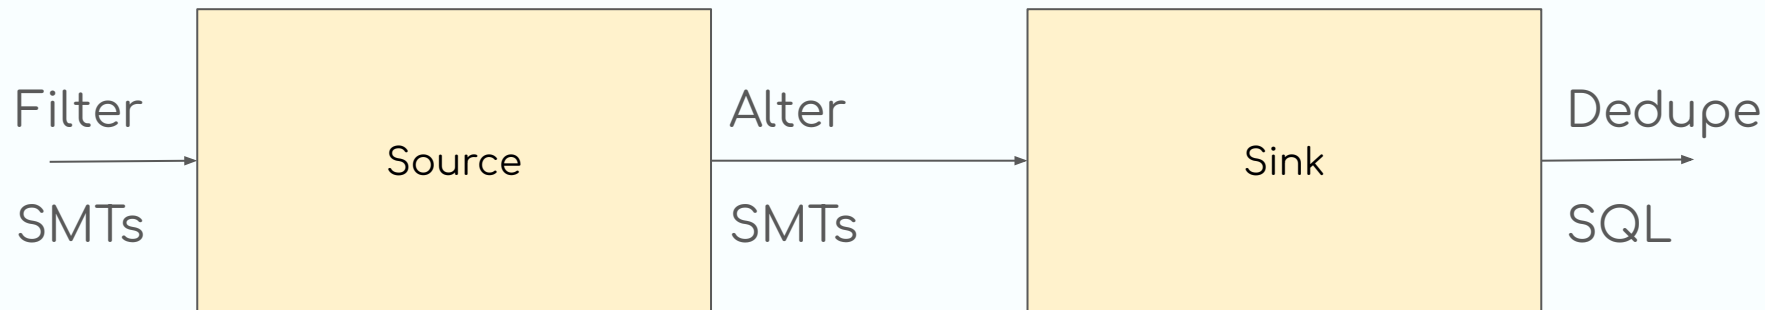 Filter
SMTs
Source
Alter
SMTs
Sink
Dedupe
SQL